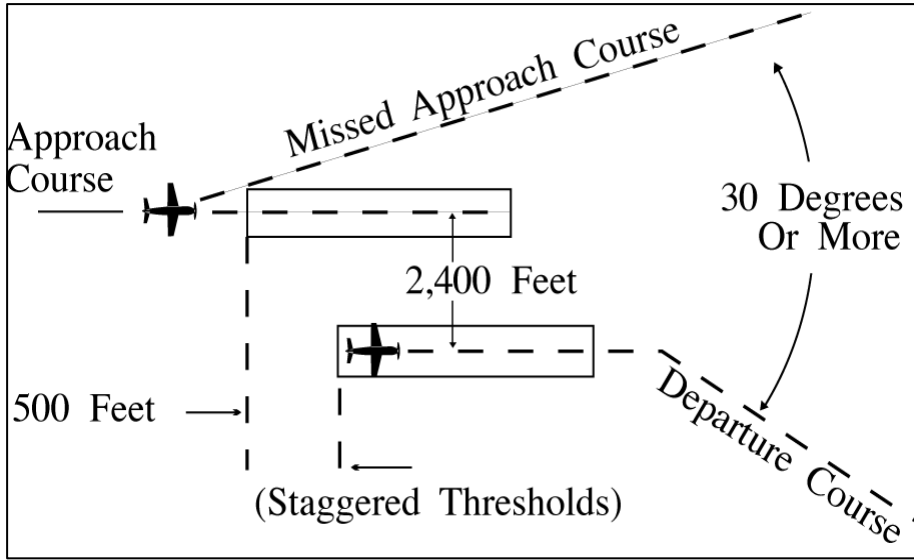 Missed Approach Course
Approach
Course
30 Degrees
Or More
2,400 Feet
500 Feet
Departure Course
(Staggered Thresholds)